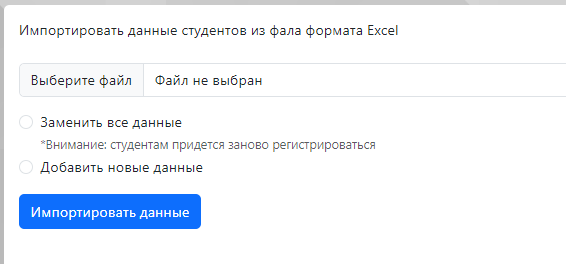 Импортировать данные студентов из фала формата Excel
Выберите файл Файл не выбран
Заменить все данные
*Внимание: студентам придется заново регистрироваться
Добавить новые данные
Импортировать данные